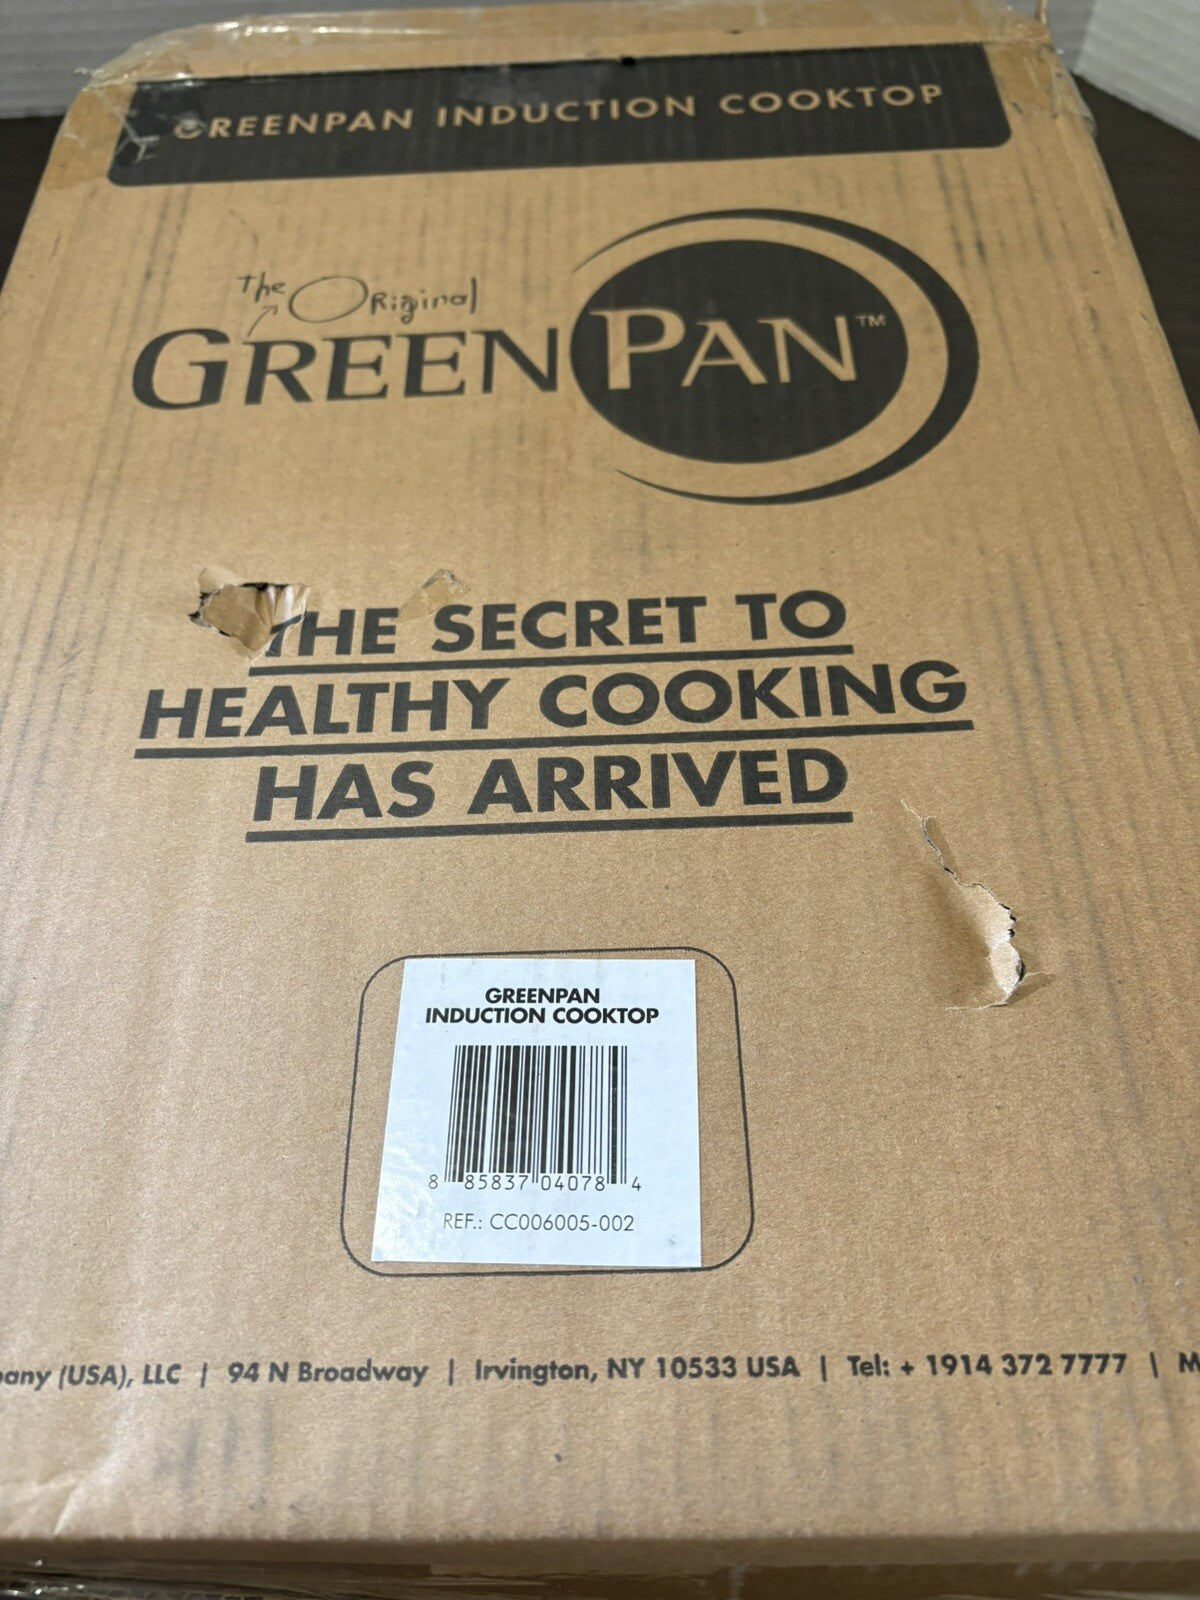 GREENPAN INDUCTION COOKTOP
The Original
GREENPAN™
THE SECRET TO
HEALTHY COOKING
HAS ARRIVED
GREENPAN
INDUCTION COOKTOP
8 85837 04078 4
REF.: CC006005-002
(USA), LLC | 94 N Broadway | Irvington, NY 10533 USA | Tel: + 1914 372 7777 |